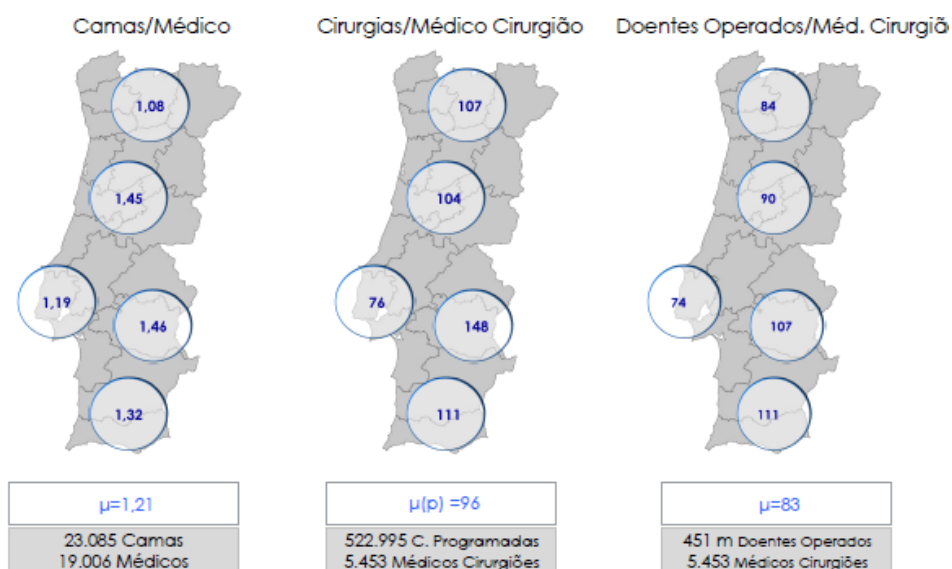 Camas/Médico
Cirurgias/Médico Cirurgião
Doentes Operados/Méd. Cirurgiã
1,08
107
84
1,45
104
90
1,19
76
74
1,46
148
107
1,32
111
111
μ=1,21
μ(p) =96
μ=83
23.085 Camas
19.006 Médicos
522.995 C. Programadas
5.453 Médicos Cirurgiões
451 m Doentes Operados
5.453 Médicos Cirurgiões